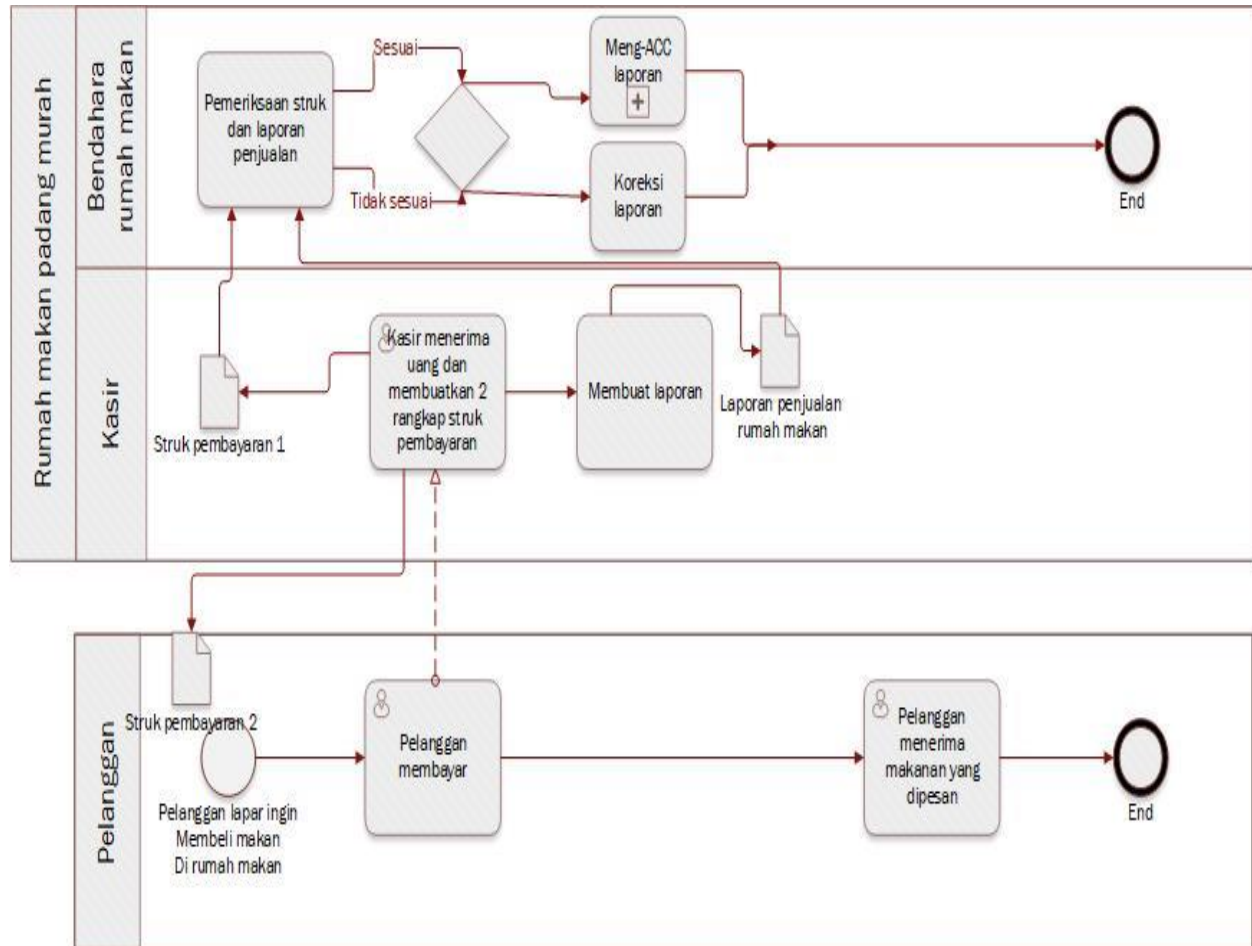 Rumah makan padang murah
Bendahara
rumah makan
Pemeriksaan struk
dan laporan
penjualan
Sesuai
Tidak sesuai
Meng-ACC
laporan
Koreksi
laporan
End
Kasir
Struk pembayaran 1
Kasir menerima
uang dan
membuatkan 2
rangkap struk
pembayaran
Membuat laporan
Laporan penjualan
rumah makan
Pelanggan
Struk pembayaran 2
Pelanggan lapar ingin
Membeli makan
Di rumah makan
Pelanggan
membayar
Pelanggan
menerima
makanan yang
dipesan
End